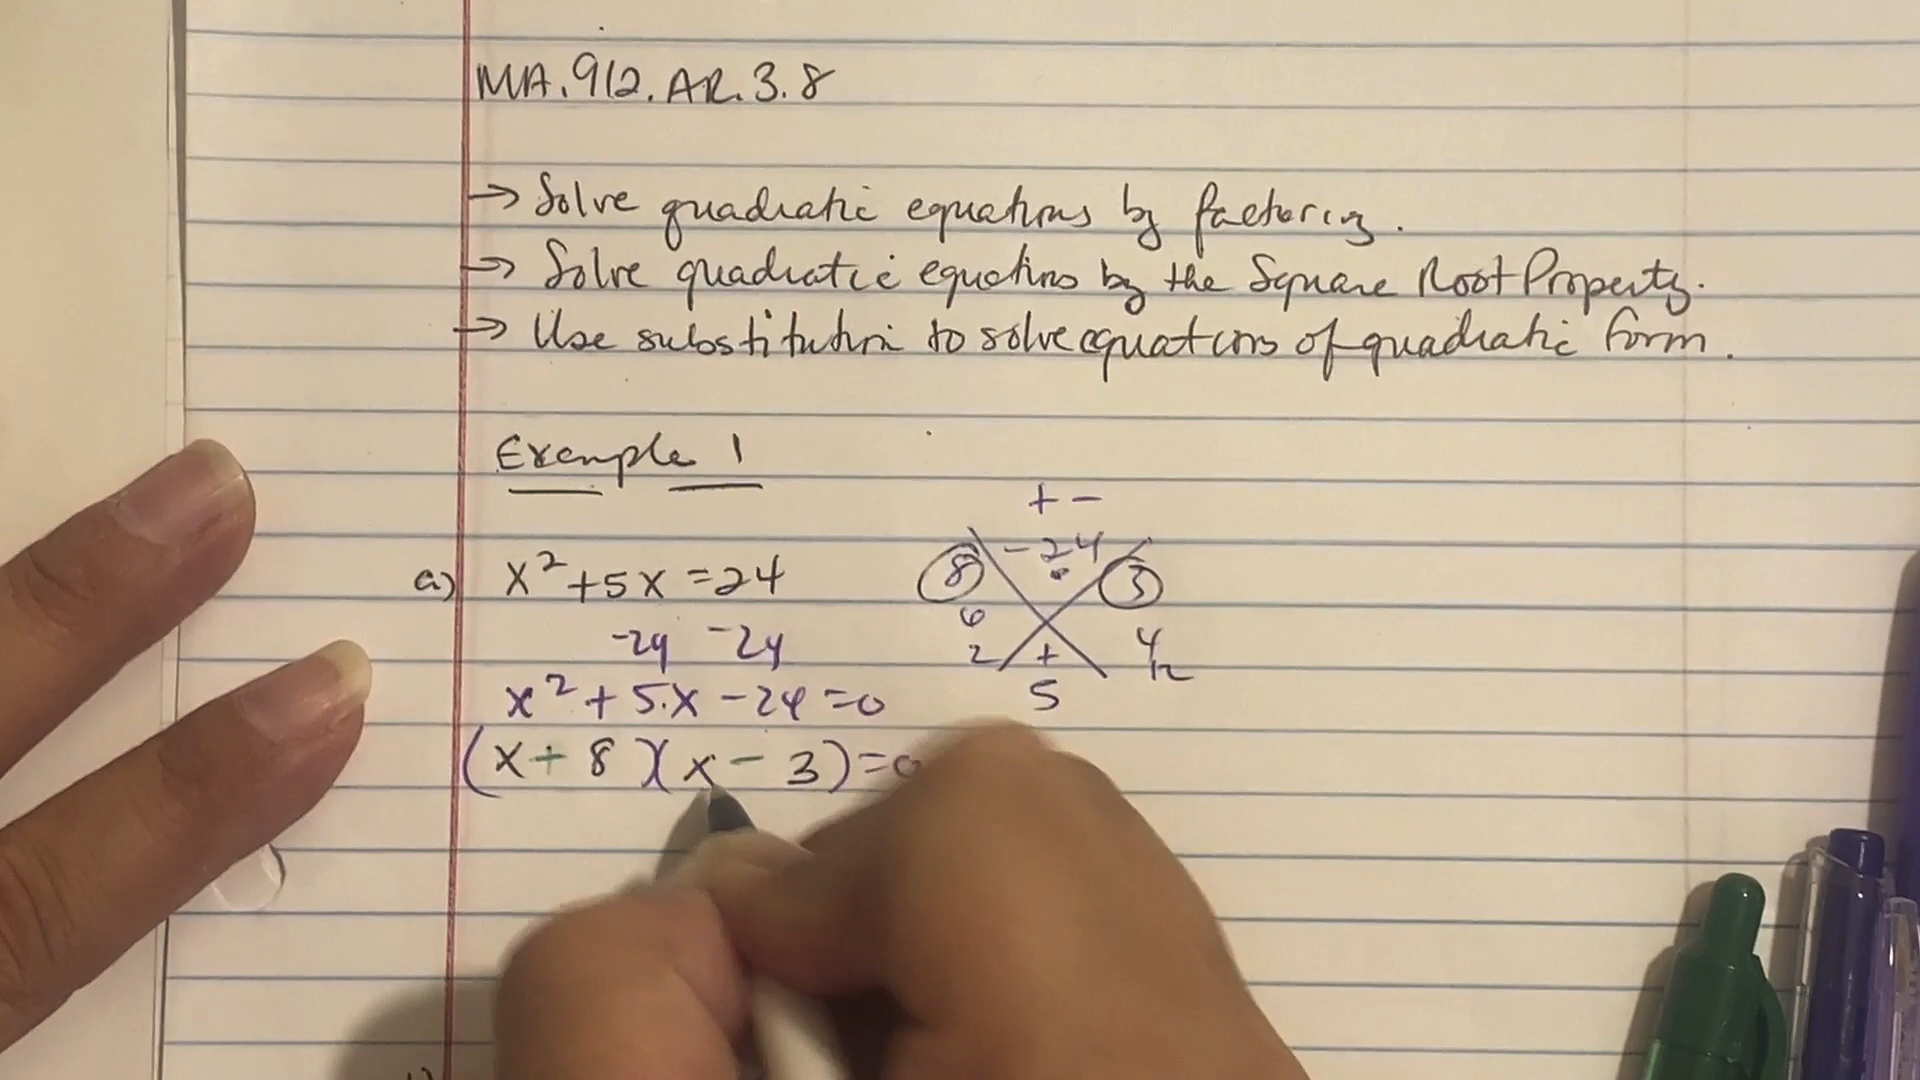 MA.912.AR.3.8
→ Solve quadratic equations by factoring.
→ Solve quadratic equations by the Square Root Property.
→ Use substitution to solve equations of quadratic form.
Example 1
a) x²+5x=24
-24 -24
x²+5x-24=0
(x+8)(x-3)=0
+ -
8 -24 3
6 4
2 + 12
5